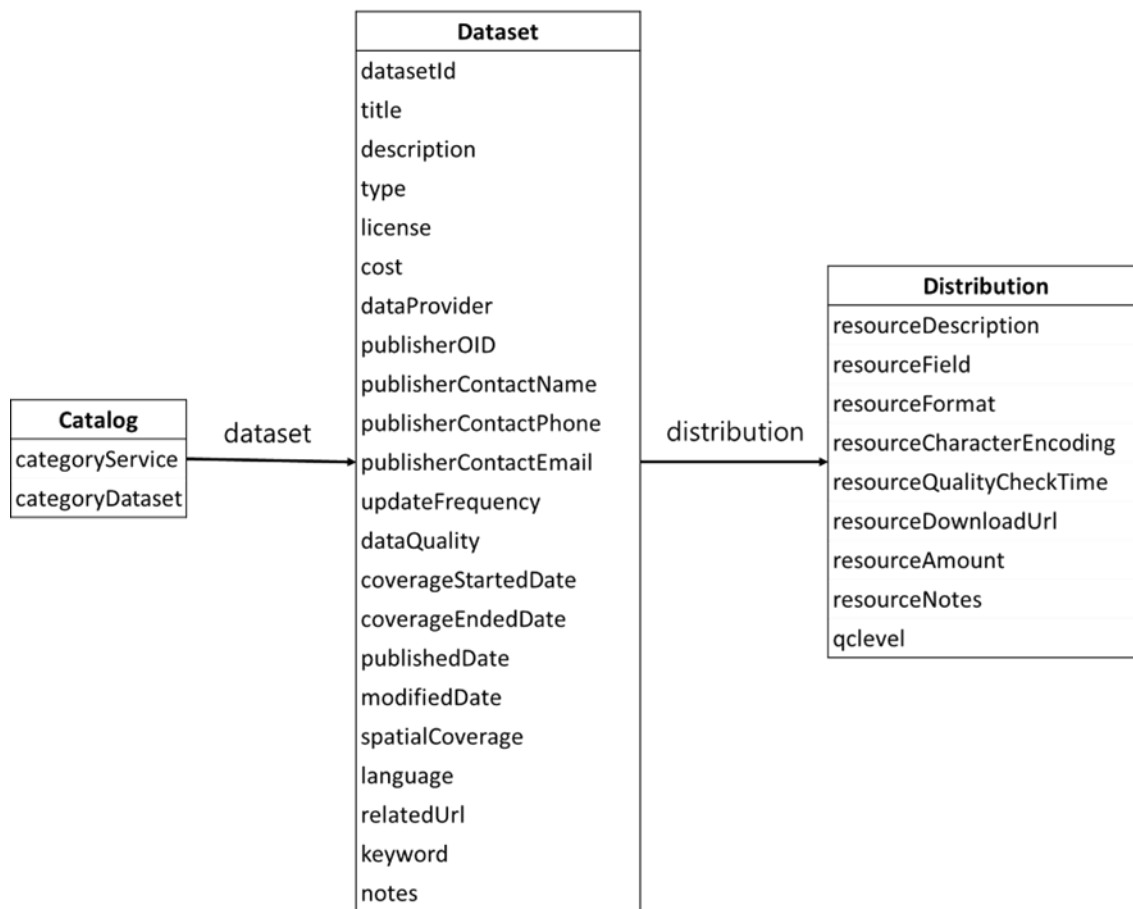 Catalog
categoryService
categoryDataset
dataset
Dataset
datasetId
title
description
type
license
cost
dataProvider
publisherOID
publisherContactName
publisherContactPhone
publisherContactEmail
updateFrequency
dataQuality
coverageStartedDate
coverageEndedDate
publishedDate
modifiedDate
spatialCoverage
language
relatedUrl
keyword
notes
distribution
Distribution
resourceDescription
resourceField
resourceFormat
resourceCharacterEncoding
resourceQualityCheckTime
resourceDownloadUrl
resourceAmount
resourceNotes
qclevel